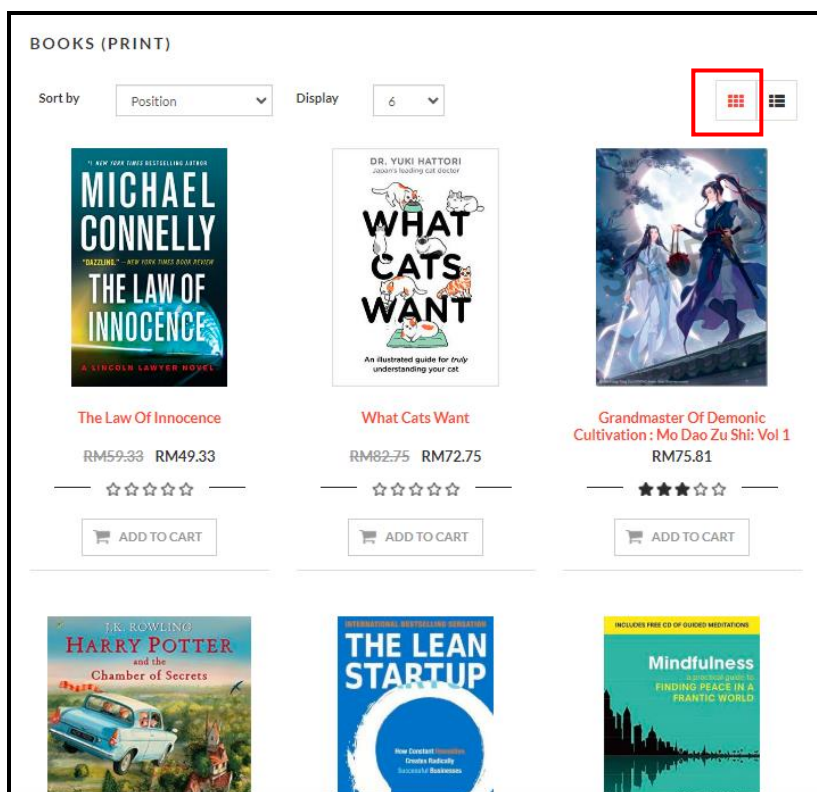 BOOKS (PRINT)
Sort by
Position
Display
6
"1 NEW YORK TIMES BESTSELLING AUTHOR
MICHAEL
CONNELLY
"DAZZLING." —NEW YORK TIMES BOOK REVIEW
THE LAW OF
INNOCENCE
A LINCOLN LAWYER NOVEL
DR. YUKI HATTORI
Japan's leading cat doctor
WHAT
CATS
WANT
An illustrated guide for truly
understanding your cat
The Law Of Innocence
What Cats Want
Grandmaster Of Demonic
Cultivation : Mo Dao Zu Shi: Vol 1
RM59.33 RM49.33
RM82.75 RM72.75
RM75.81
ADD TO CART
ADD TO CART
ADD TO CART
J.K. ROWLING
HARRY POTTER
and the
Chamber of Secrets
INTERNATIONAL BESTSELLING SENSATION
THE LEAN
STARTUP
How Constant Innovation
Creates Radically
Successful Businesses
INCLUDES FREE CD OF GUIDED MEDITATIONS
Mindfulness
a practical guide to
FINDING PEACE IN A
FRANTIC WORLD